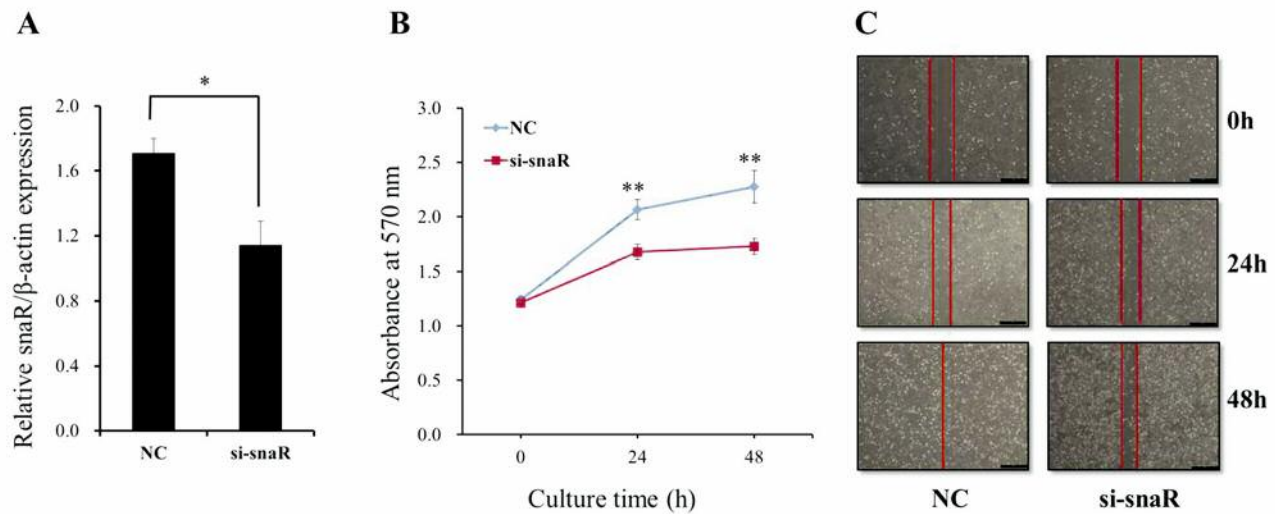 A
Relative snaR/β-actin expression
2.0
1.6
1.2
0.8
0.4
0.0
*
NC
si-snaR
B
Absorbance at 570 nm
3.0
2.5
2.0
1.5
1.0
0.5
0.0
NC
si-snaR
**
**
0
24
48
Culture time (h)
C
0h
24h
48h
NC
si-snaR